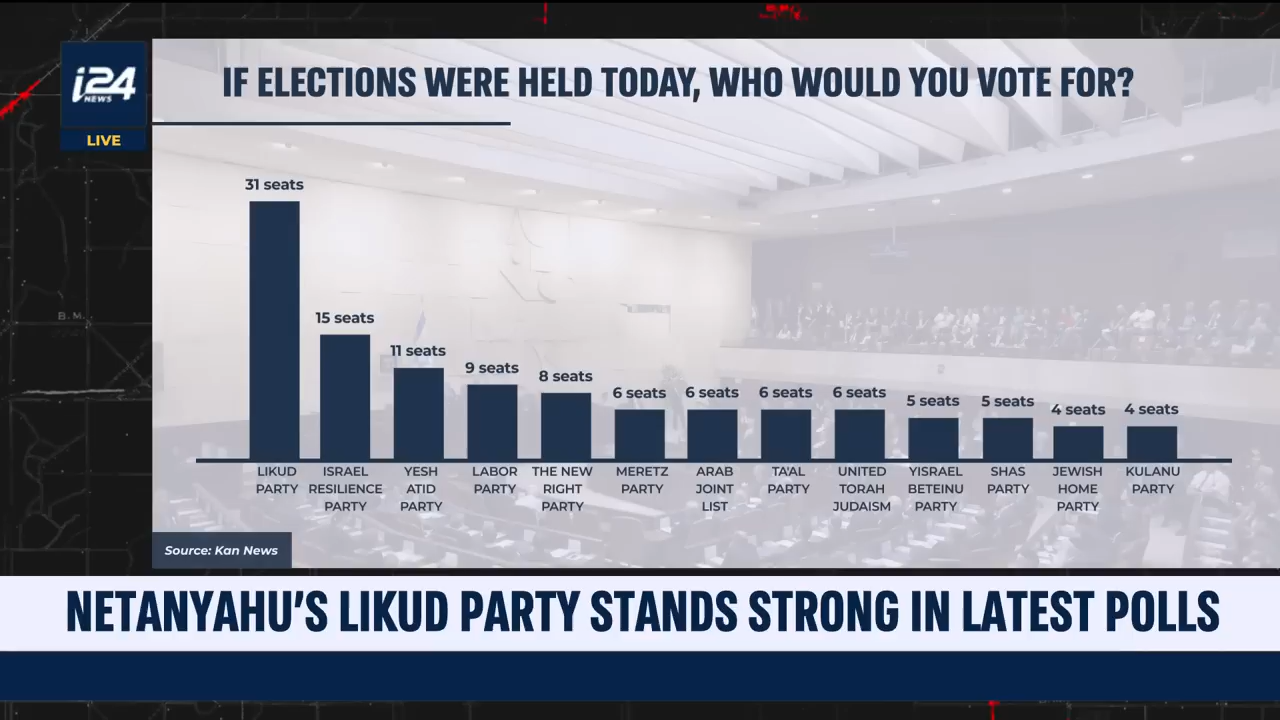 i24
NEWS
LIVE
IF ELECTIONS WERE HELD TODAY, WHO WOULD YOU VOTE FOR?
31 seats
15 seats
11 seats
9 seats
8 seats
6 seats
6 seats
6 seats
6 seats
5 seats
5 seats
4 seats
4 seats
LIKUD
PARTY
ISRAEL
RESILIENCE
PARTY
YESH
ATID
PARTY
LABOR
PARTY
THE NEW
RIGHT
PARTY
MERETZ
PARTY
ARAB
JOINT
LIST
TA'AL
PARTY
UNITED
TORAH
JUDAISM
YISRAEL
BETEINU
PARTY
SHAS
PARTY
JEWISH
HOME
PARTY
KULANU
PARTY
B.M.
Source: Kan News
NETANYAHU'S LIKUD PARTY STANDS STRONG IN LATEST POLLS